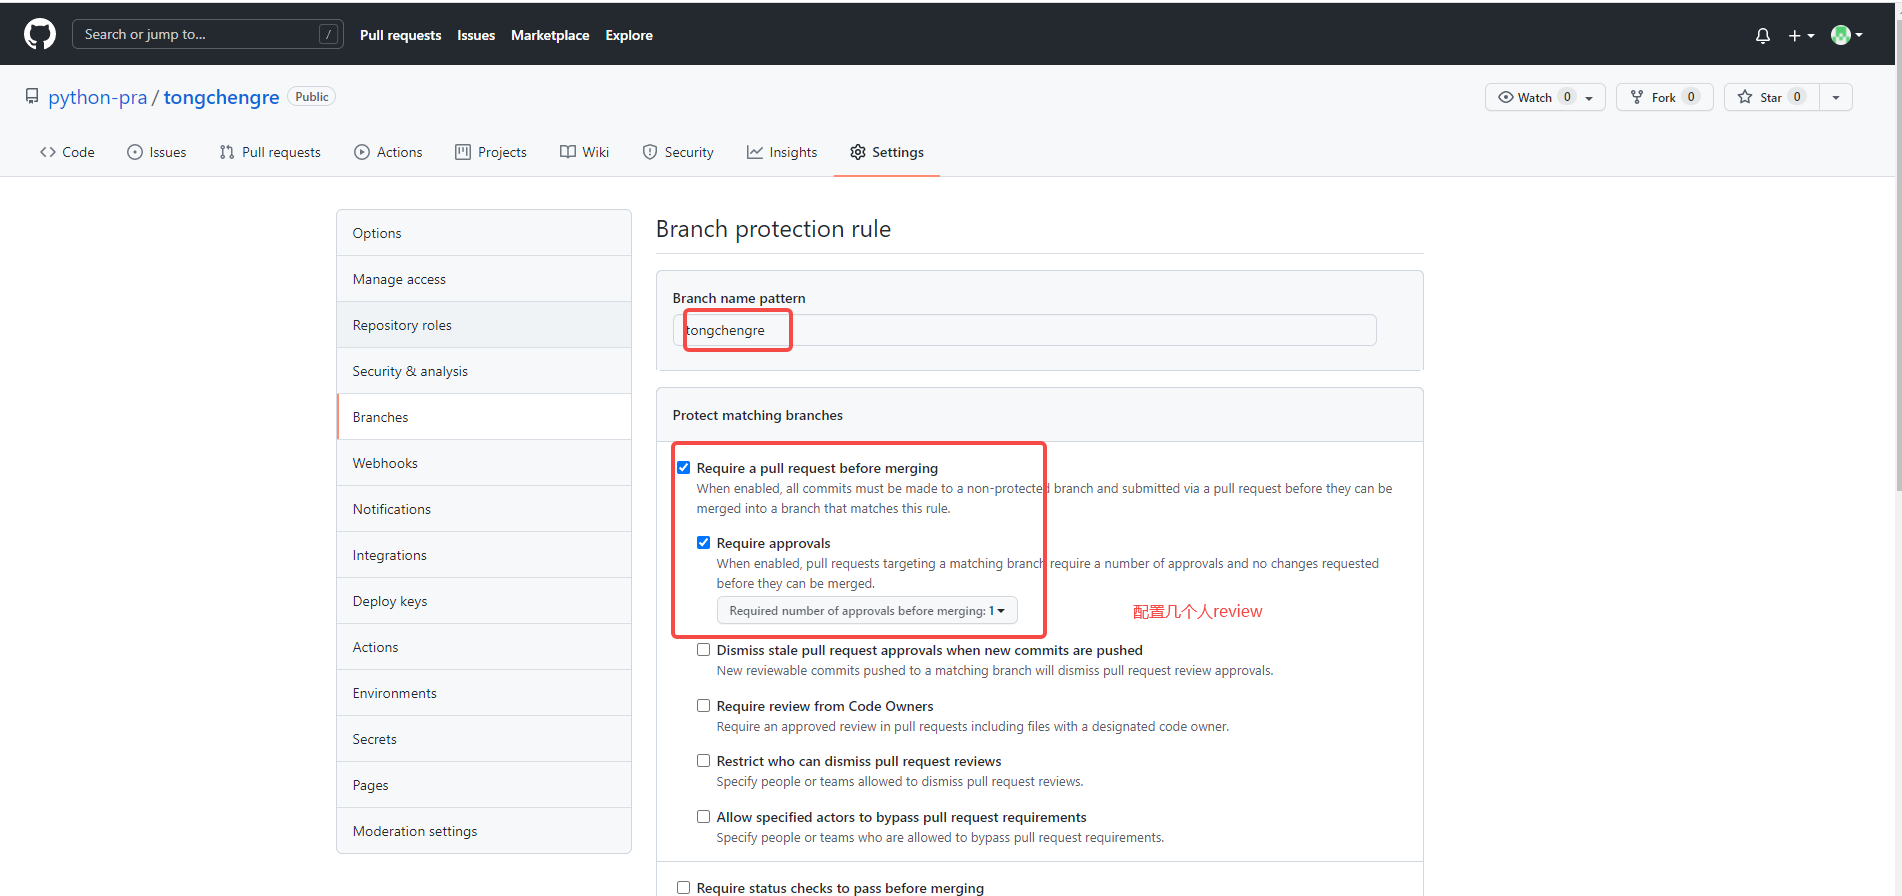 Search or jump to... /
Pull requests Issues Marketplace Explore
python-pra / tongchengre Public
Watch 0 Fork 0 Star 0
Code Issues Pull requests Actions Projects Wiki Security Insights Settings
Options
Manage access
Repository roles
Security & analysis
Branches
Webhooks
Notifications
Integrations
Deploy keys
Actions
Environments
Secrets
Pages
Moderation settings
Branch protection rule
Branch name pattern
tongchengre
Protect matching branches
Require a pull request before merging
When enabled, all commits must be made to a non-protected branch and submitted via a pull request before they can be
merged into a branch that matches this rule.
Require approvals
When enabled, pull requests targeting a matching branch require a number of approvals and no changes requested
before they can be merged.
Required number of approvals before merging: 1
配置几个人review
Dismiss stale pull request approvals when new commits are pushed
New reviewable commits pushed to a matching branch will dismiss pull request review approvals.
Require review from Code Owners
Require an approved review in pull requests including files with a designated code owner.
Restrict who can dismiss pull request reviews
Specify people or teams allowed to dismiss pull request reviews.
Allow specified actors to bypass pull request requirements
Specify people or teams who are allowed to bypass pull request requirements.
Require status checks to pass before merging